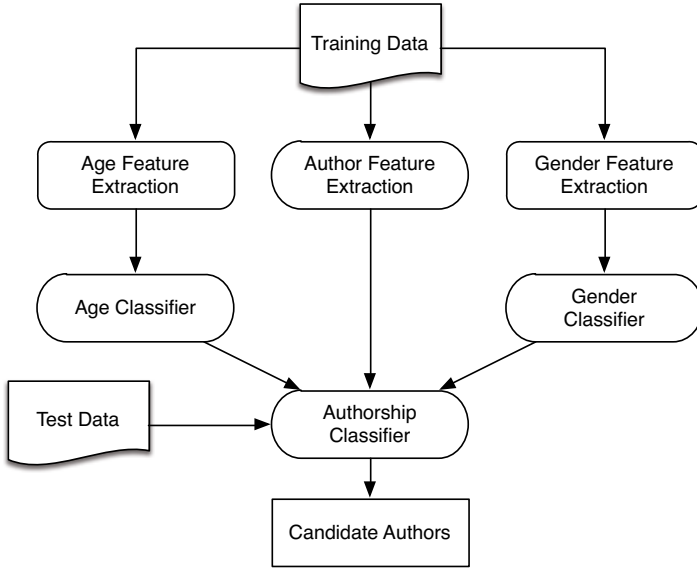 Training Data
Age Feature
Extraction
Author Feature
Extraction
Gender Feature
Extraction
Age Classifier
Gender
Classifier
Test Data
Authorship
Classifier
Candidate Authors